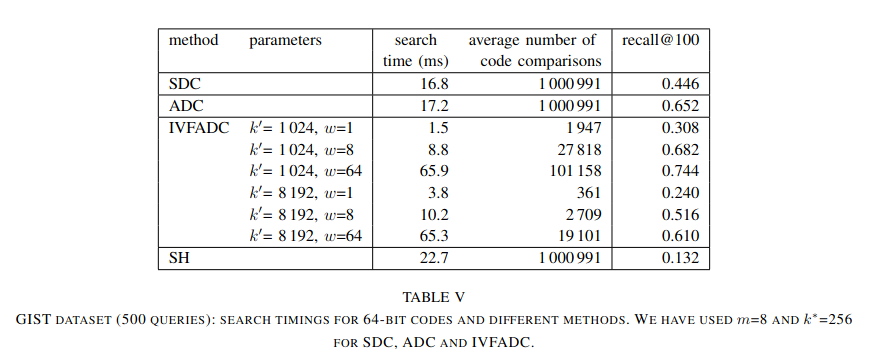 method parameters search average number of recall@100
time (ms) code comparisons
SDC 16.8 1 000 991 0.446
ADC 17.2 1 000 991 0.652
IVFADC k′= 1 024, w=1 1.5 1 947 0.308
k′= 1 024, w=8 8.8 27 818 0.682
k′= 1 024, w=64 65.9 101 158 0.744
k′= 8 192, w=1 3.8 361 0.240
k′= 8 192, w=8 10.2 2 709 0.516
k′= 8 192, w=64 65.3 19 101 0.610
SH 22.7 1 000 991 0.132
TABLE V
GIST DATASET (500 QUERIES): SEARCH TIMINGS FOR 64-BIT CODES AND DIFFERENT METHODS. WE HAVE USED m=8 AND k*=256
FOR SDC, ADC AND IVFADC.